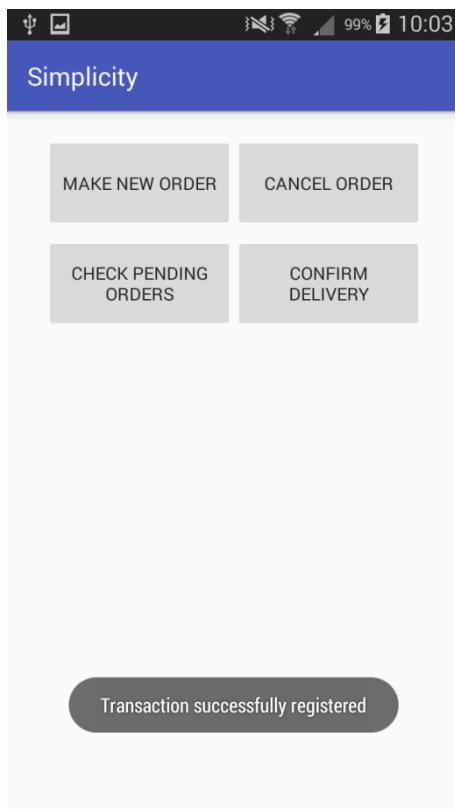 99% 10:03
Simplicity
MAKE NEW ORDER
CANCEL ORDER
CHECK PENDING
ORDERS
CONFIRM
DELIVERY
Transaction successfully registered